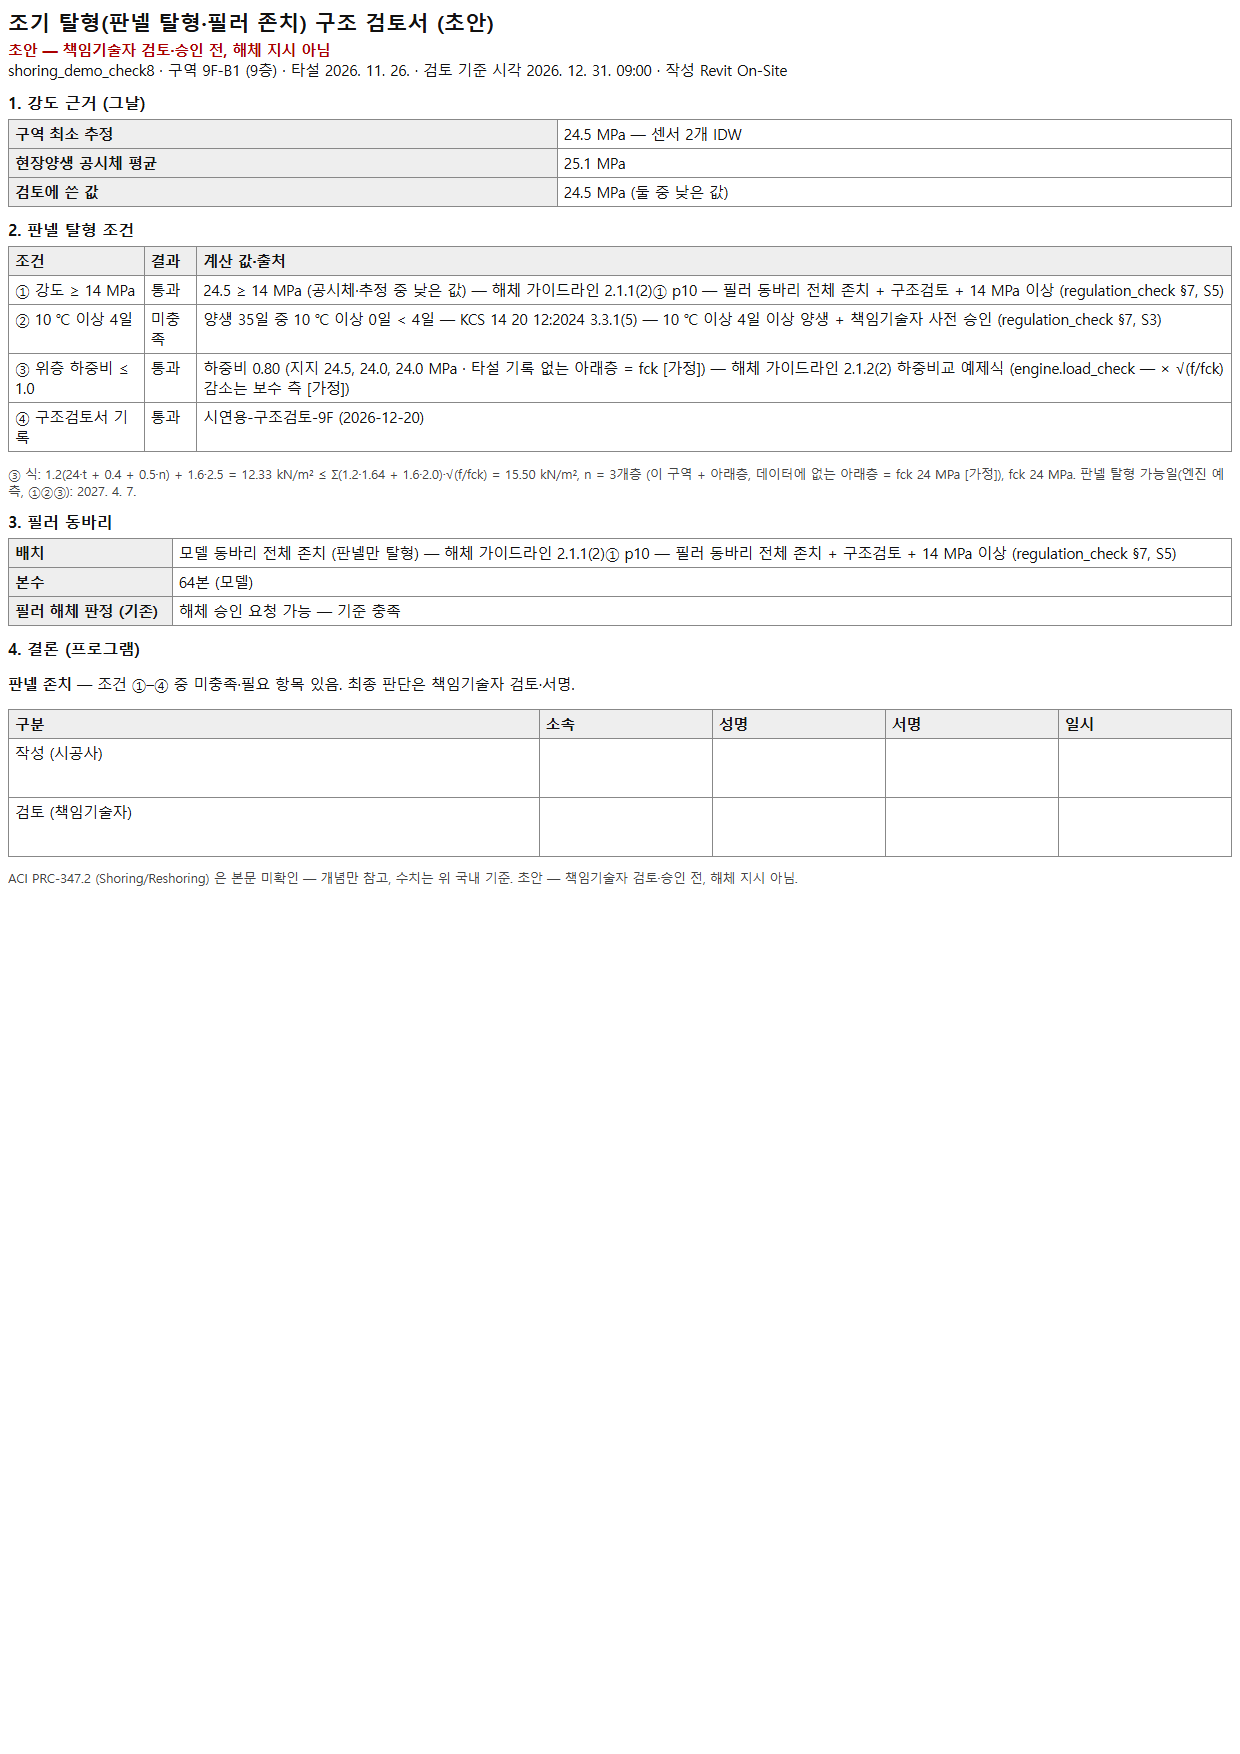 조기 탈형(판넬 탈형·필러 존치) 구조 검토서 (초안)
초안 — 책임기술자 검토·승인 전, 해체 지시 아님
shoring_demo_check8 · 구역 9F-B1 (9층) · 타설 2026. 11. 26. · 검토 기준 시각 2026. 12. 31. 09:00 · 작성 Revit On-Site
1. 강도 근거 (그날)
구역 최소 추정 24.5 MPa — 센서 2개 IDW
현장양생 공시체 평균 25.1 MPa
검토에 쓴 값 24.5 MPa (둘 중 낮은 값)
2. 판넬 탈형 조건
조건 결과 계산 값·출처
① 강도 ≥ 14 MPa 통과 24.5 ≥ 14 MPa (공시체·추정 중 낮은 값) — 해체 가이드라인 2.1.1(2)① p10 — 필러 동바리 전체 존치 + 구조검토 + 14 MPa 이상 (regulation_check §7, S5)
② 10 ℃ 이상 4일 미충 양생 35일 중 10 ℃ 이상 0일 < 4일 — KCS 14 20 12:2024 3.3.1(5) — 10 ℃ 이상 4일 이상 양생 + 책임기술자 사전 승인 (regulation_check §7, S3)
족
③ 위층 하중비 ≤ 통과 하중비 0.80 (지지 24.5, 24.0, 24.0 MPa · 타설 기록 없는 아래층 = fck [가정]) — 해체 가이드라인 2.1.2(2) 하중비교 예제식 (engine.load_check — × √(f/fck)
1.0 감소는 보수 측 [가정])
④ 구조검토서 기 통과 시연용-구조검토-9F (2026-12-20)
록
③ 식: 1.2(24·t + 0.4 + 0.5·n) + 1.6·2.5 = 12.33 kN/m² ≤ Σ(1.2·1.64 + 1.6·2.0)·√(f/fck) = 15.50 kN/m², n = 3개층 (이 구역 + 아래층, 데이터에 없는 아래층 = fck 24 MPa [가정]), fck 24 MPa. 판넬 탈형 가능일(엔진 예
측, ①②③): 2027. 4. 7.
3. 필러 동바리
배치 모델 동바리 전체 존치 (판넬만 탈형) — 해체 가이드라인 2.1.1(2)① p10 — 필러 동바리 전체 존치 + 구조검토 + 14 MPa 이상 (regulation_check §7, S5)
본수 64본 (모델)
필러 해체 판정 (기존) 해체 승인 요청 가능 — 기준 충족
4. 결론 (프로그램)
판넬 존치 — 조건 ①–④ 중 미충족·필요 항목 있음. 최종 판단은 책임기술자 검토·서명.
구분 소속 성명 서명 일시
작성 (시공사)
검토 (책임기술자)
ACI PRC-347.2 (Shoring/Reshoring) 은 본문 미확인 — 개념만 참고, 수치는 위 국내 기준. 초안 — 책임기술자 검토·승인 전, 해체 지시 아님.